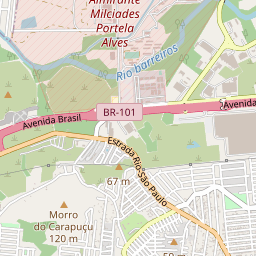 Almirante
Milciades
Portela
Alves
Rio barreiros
BR-101
Avenida
Avenida Brasil
Estrada Rio-São Paulo
67 m
Morro
do Carapuçu
120 m